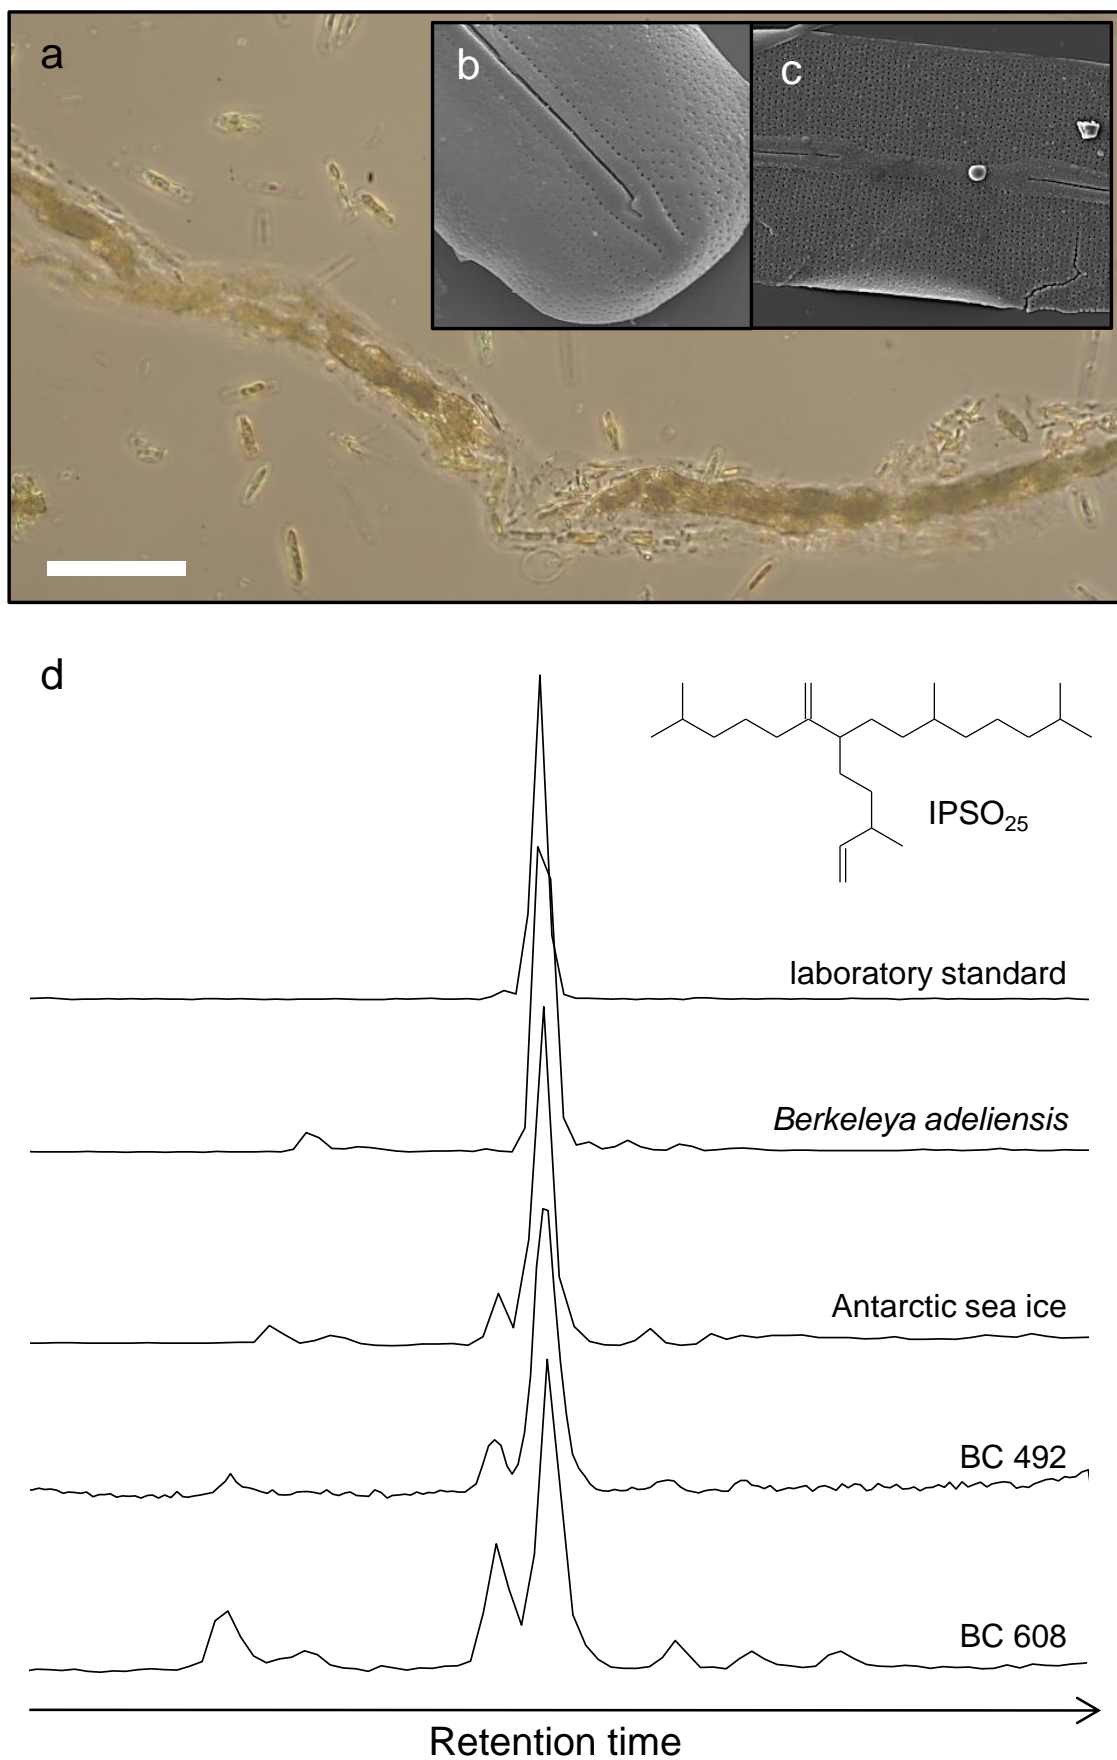 a
b
c
d
IPSO25
laboratory standard
Berkeleya adeliensis
Antarctic sea ice
BC 492
BC 608
Retention time